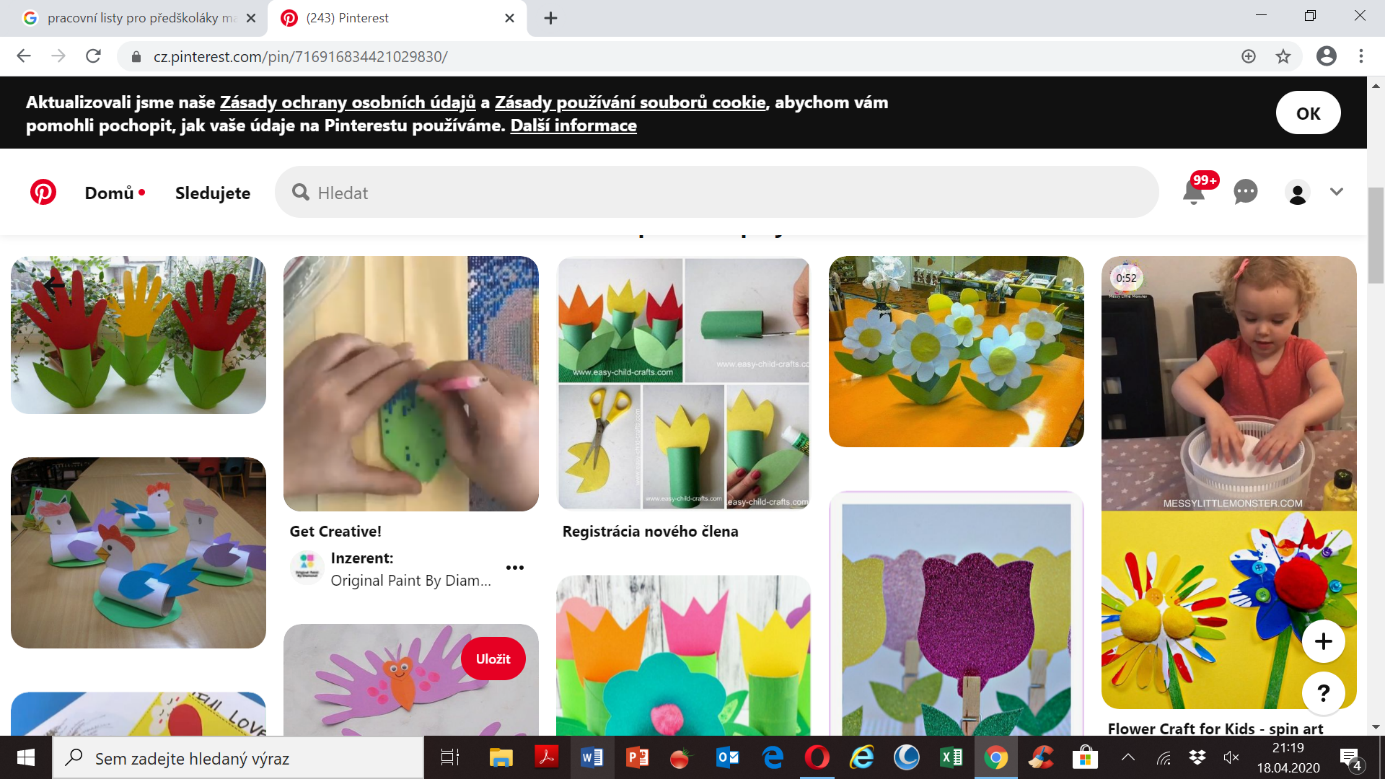 pracovní listy pro předškoláky m
(243) Pinterest
cz.pinterest.com/pin/716916834421029830/
Aktualizovali jsme naše Zásady ochrany osobních údajů a Zásady používání souborů cookie, abychom vám
pomohli pochopit, jak vaše údaje na Pinterestu používáme. Další informace
OK
Domů
Sledujete
Hledat
99+
0:52
www.easy-child-crafts.com
www.easy-child-crafts.com
www.easy-child-crafts.com
easy-child-crafts.com
MESSYLITTLEMONSTER.COM
Get Creative!
Inzerent:
Original Paint By Diam...
Registrácia nového člena
Uložit
LOVE
Flower Craft for Kids - spin art
Sem zadejte hledaný výraz
21:19
18.04.2020
4